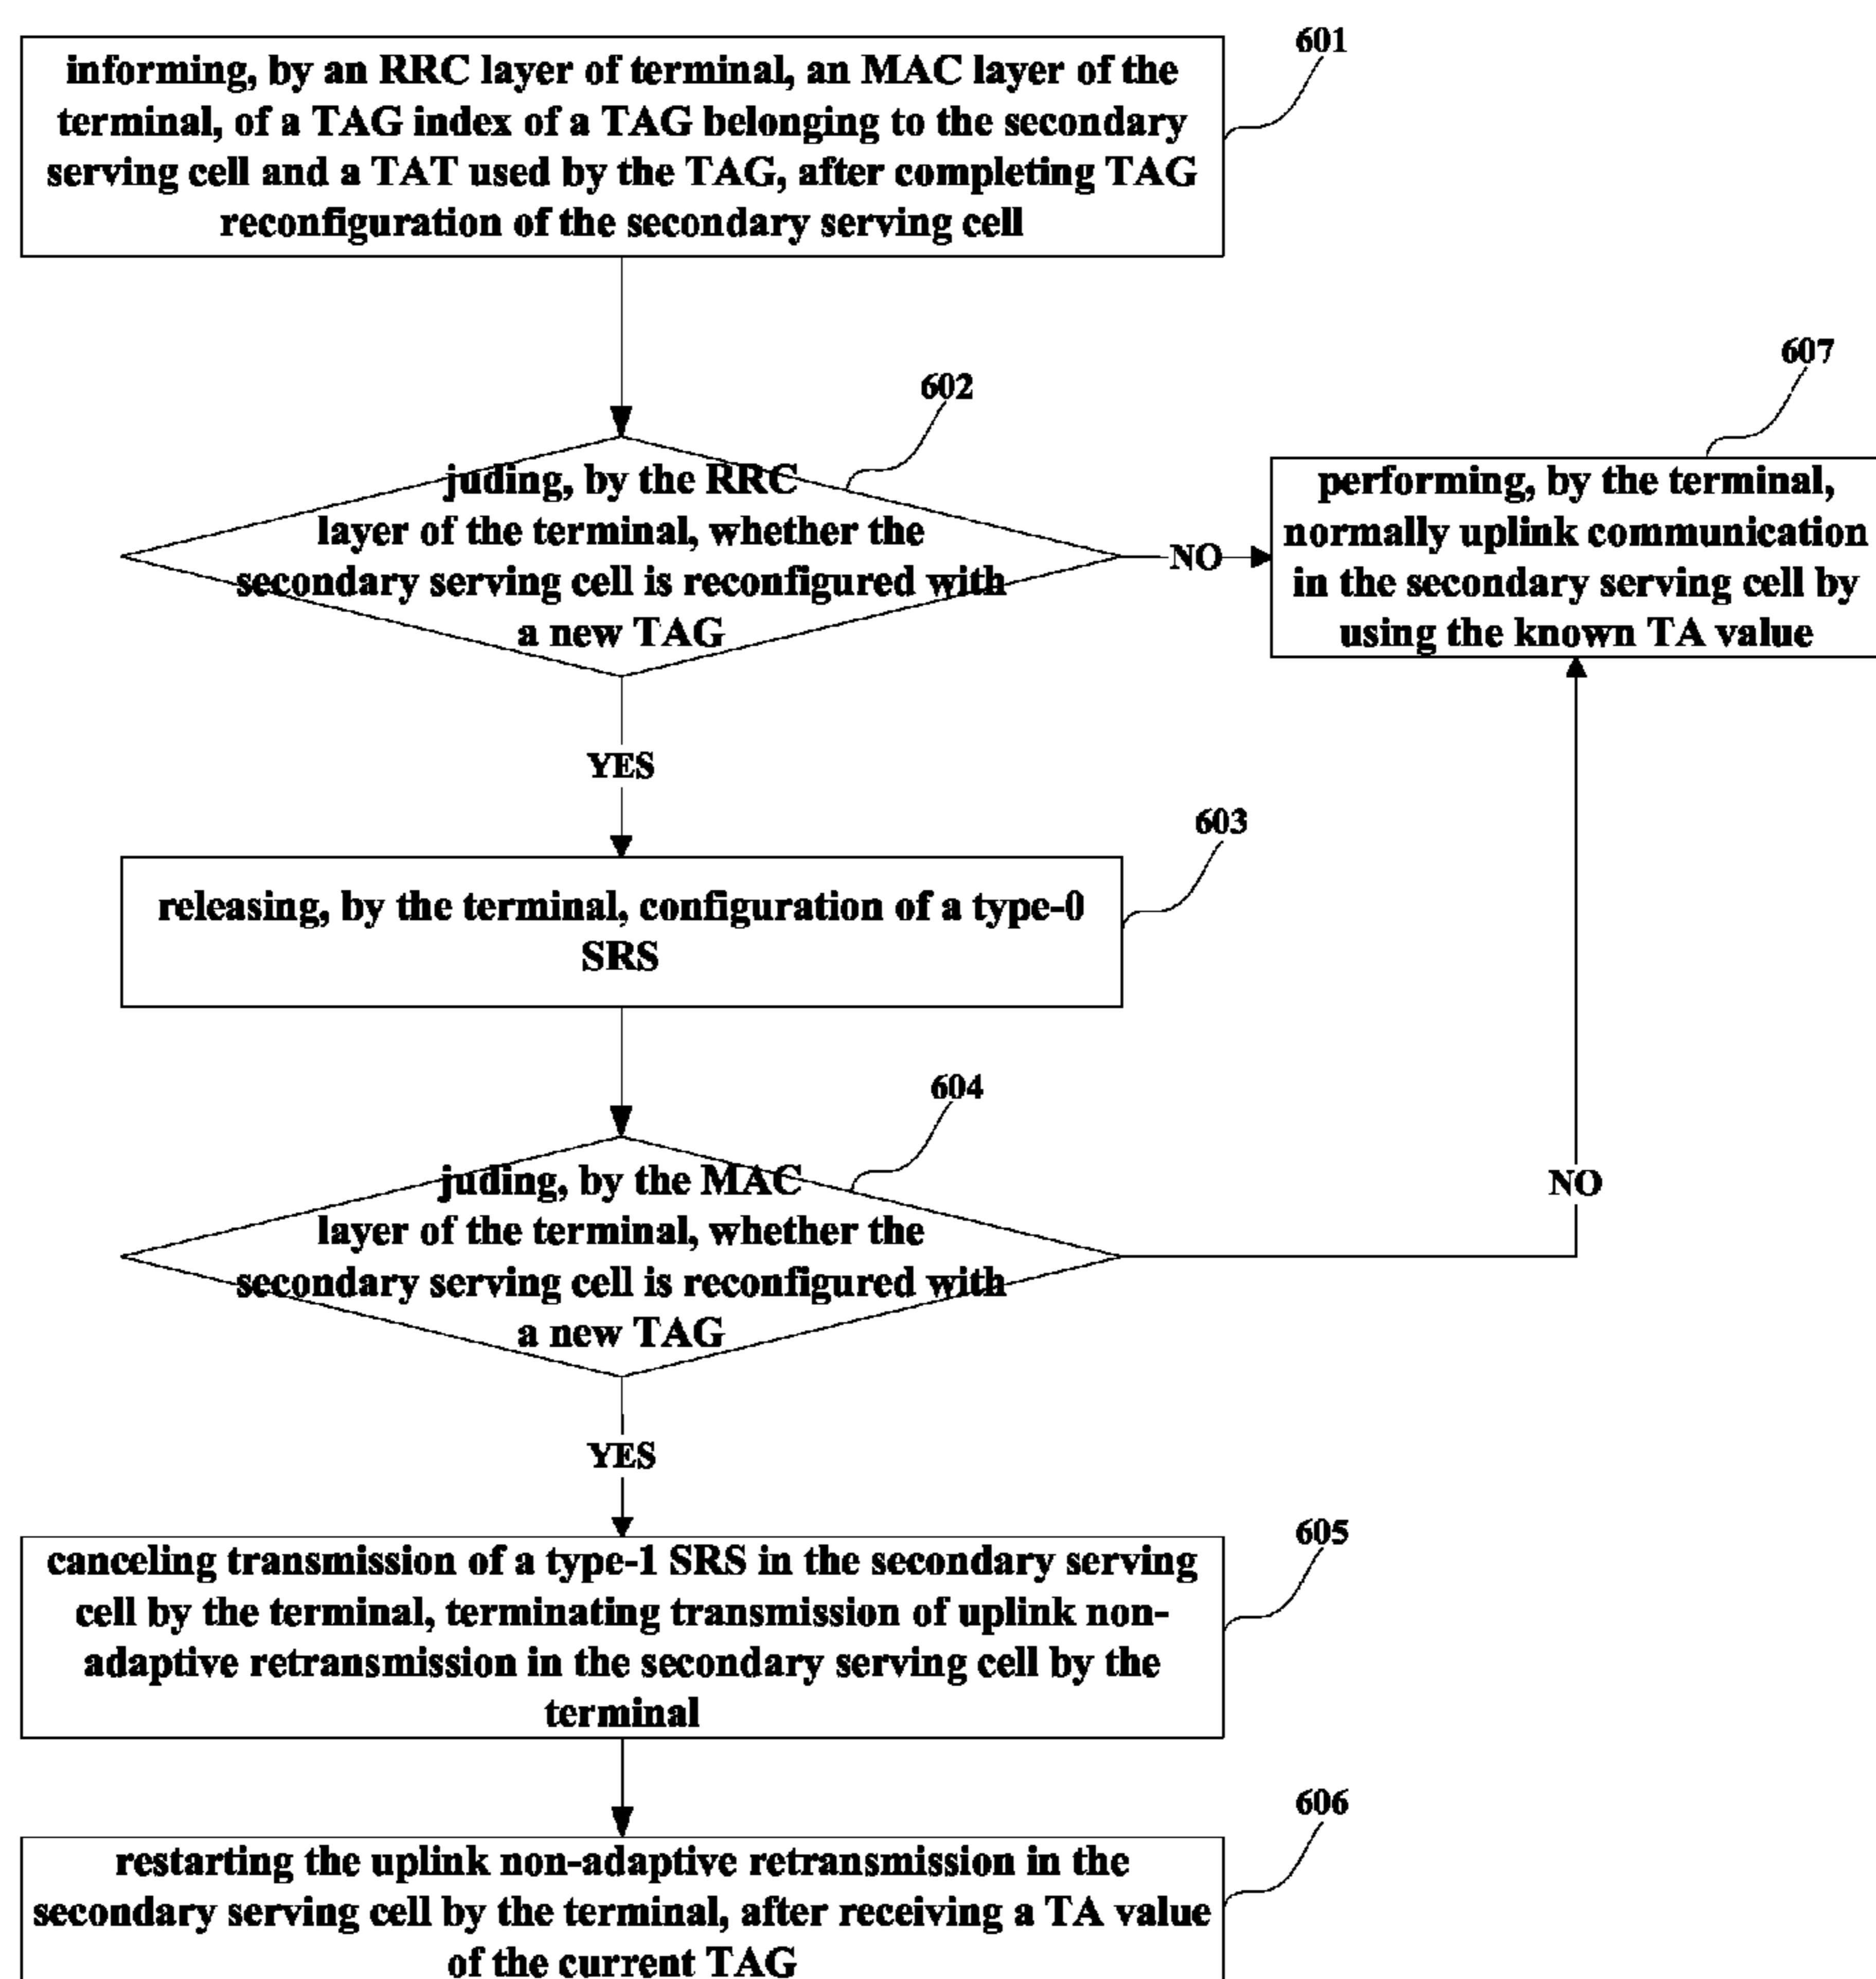 601
informing, by an RRC layer of terminal, an MAC layer of the
terminal, of a TAG index of a TAG belonging to the secondary
serving cell and a TAT used by the TAG, after completing TAG
reconfiguration of the secondary serving cell
602
juding, by the RRC
layer of the terminal, whether the
secondary serving cell is reconfigured with
a new TAG
NO
607
performing, by the terminal,
normally uplink communication
in the secondary serving cell by
using the known TA value
YES
603
releasing, by the terminal, configuration of a type-0
SRS
604
juding, by the MAC
layer of the terminal, whether the
secondary serving cell is reconfigured with
a new TAG
NO
YES
605
canceling transmission of a type-1 SRS in the secondary serving
cell by the terminal, terminating transmission of uplink non-
adaptive retransmission in the secondary serving cell by the
terminal
606
restarting the uplink non-adaptive retransmission in the
secondary serving cell by the terminal, after receiving a TA value
of the current TAG